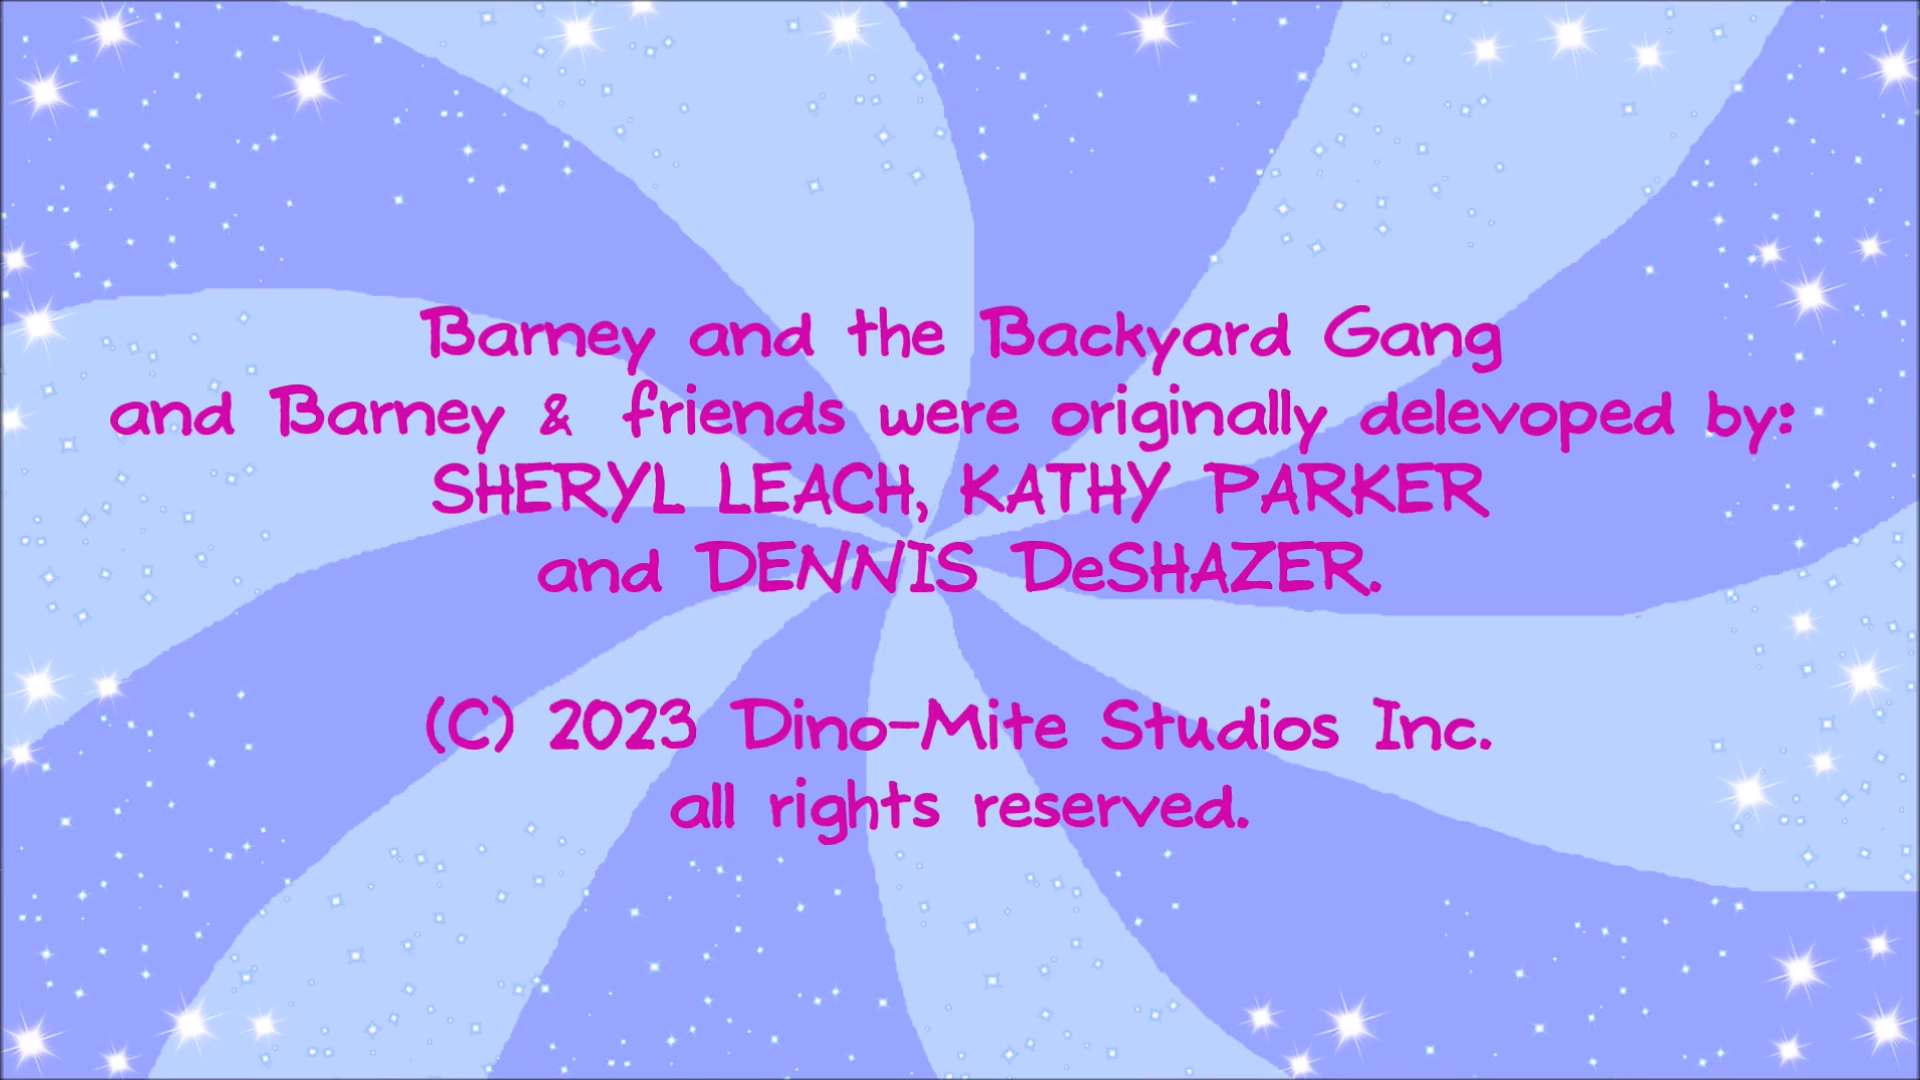 Barney and the Backyard Gang
and Barney & friends were originally delevoped by:
SHERYL LEACH, KATHY PARKER
and DENNIS DeSHAZER.
(C) 2023 Dino-Mite Studios Inc.
all rights reserved.